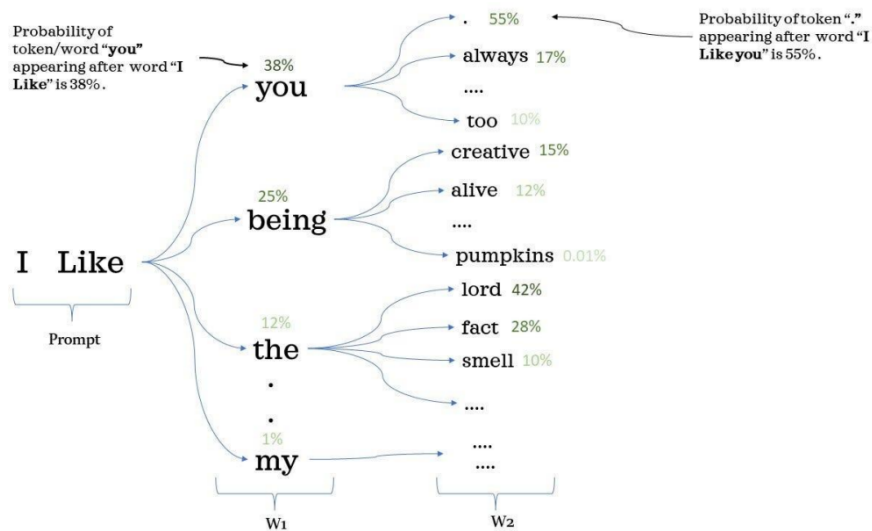 Probability of
token/word “you”
appearing after word “I
Like” is 38%.
38%
you
. 55%
always 17%
....
too 10%
Probability of token “.”
appearing after word “I
Like you” is 55%.
25%
being
creative 15%
alive 12%
....
pumpkins 0.01%
I Like
Prompt
12%
the
lord 42%
fact 28%
smell 10%
....
.
.
1%
my
....
....
W1
W2